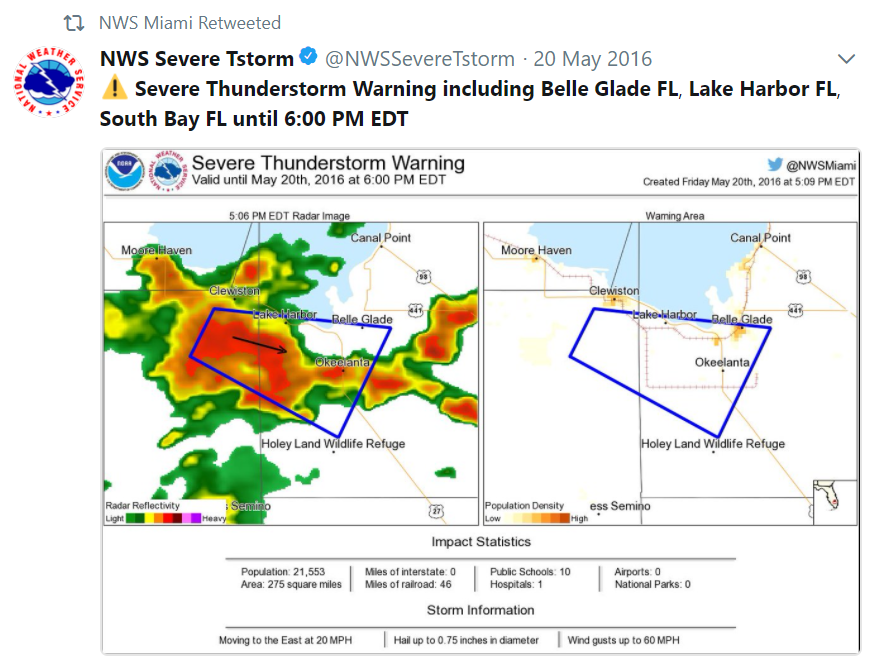 NWS Miami Retweeted
NWS Severe Tstorm @NWSSevereTstorm · 20 May 2016
⚠ Severe Thunderstorm Warning including Belle Glade FL, Lake Harbor FL,
South Bay FL until 6:00 PM EDT
NATIONAL WEATHER SERVICE
NOAA
NATIONAL WEATHER SERVICE
Severe Thunderstorm Warning
Valid until May 20th, 2016 at 6:00 PM EDT
@NWSMiami
Created Friday May 20th, 2016 at 5:09 PM EDT
5:06 PM EDT Radar Image
Canal Point
Moore Haven
98
Clewiston
Lake Harbor
Belle Glade
441
Okeelanta
Holey Land Wildlife Refuge
Radar Reflectivity
Light Heavy
s Semino
27
Warning Area
Canal Point
Moore Haven
98
Clewiston
Lake Harbor
Belle Glade
441
Okeelanta
Holey Land Wildlife Refuge
Population Density
Low High
ess Semino
Impact Statistics
Population: 21,553
Area: 275 square miles
Miles of interstate: 0
Miles of railroad: 46
Public Schools: 10
Hospitals: 1
Airports: 0
National Parks: 0
Storm Information
Moving to the East at 20 MPH
Hail up to 0.75 inches in diameter
Wind gusts up to 60 MPH